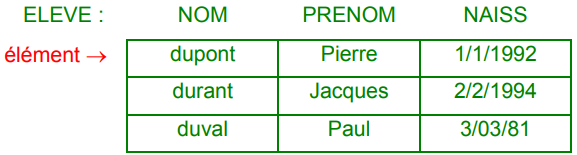 ELEVE : NOM PRENOM NAISS
élément → dupont Pierre 1/1/1992
durant Jacques 2/2/1994
duval Paul 3/03/81